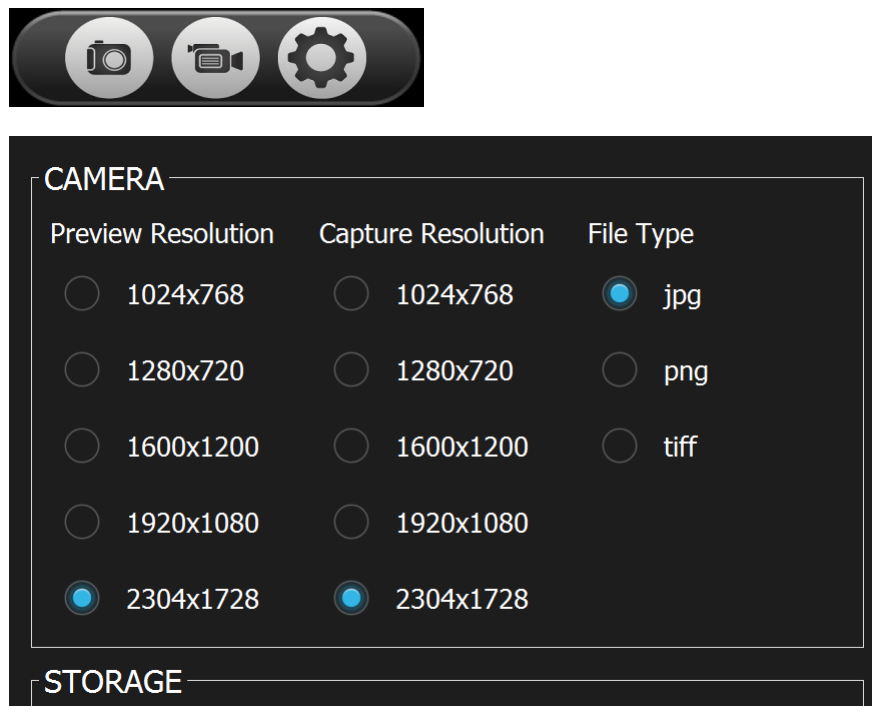 CAMERA
Preview Resolution Capture Resolution File Type
1024x768 1024x768 jpg
1280x720 1280x720 png
1600x1200 1600x1200 tiff
1920x1080 1920x1080
2304x1728 2304x1728
STORAGE